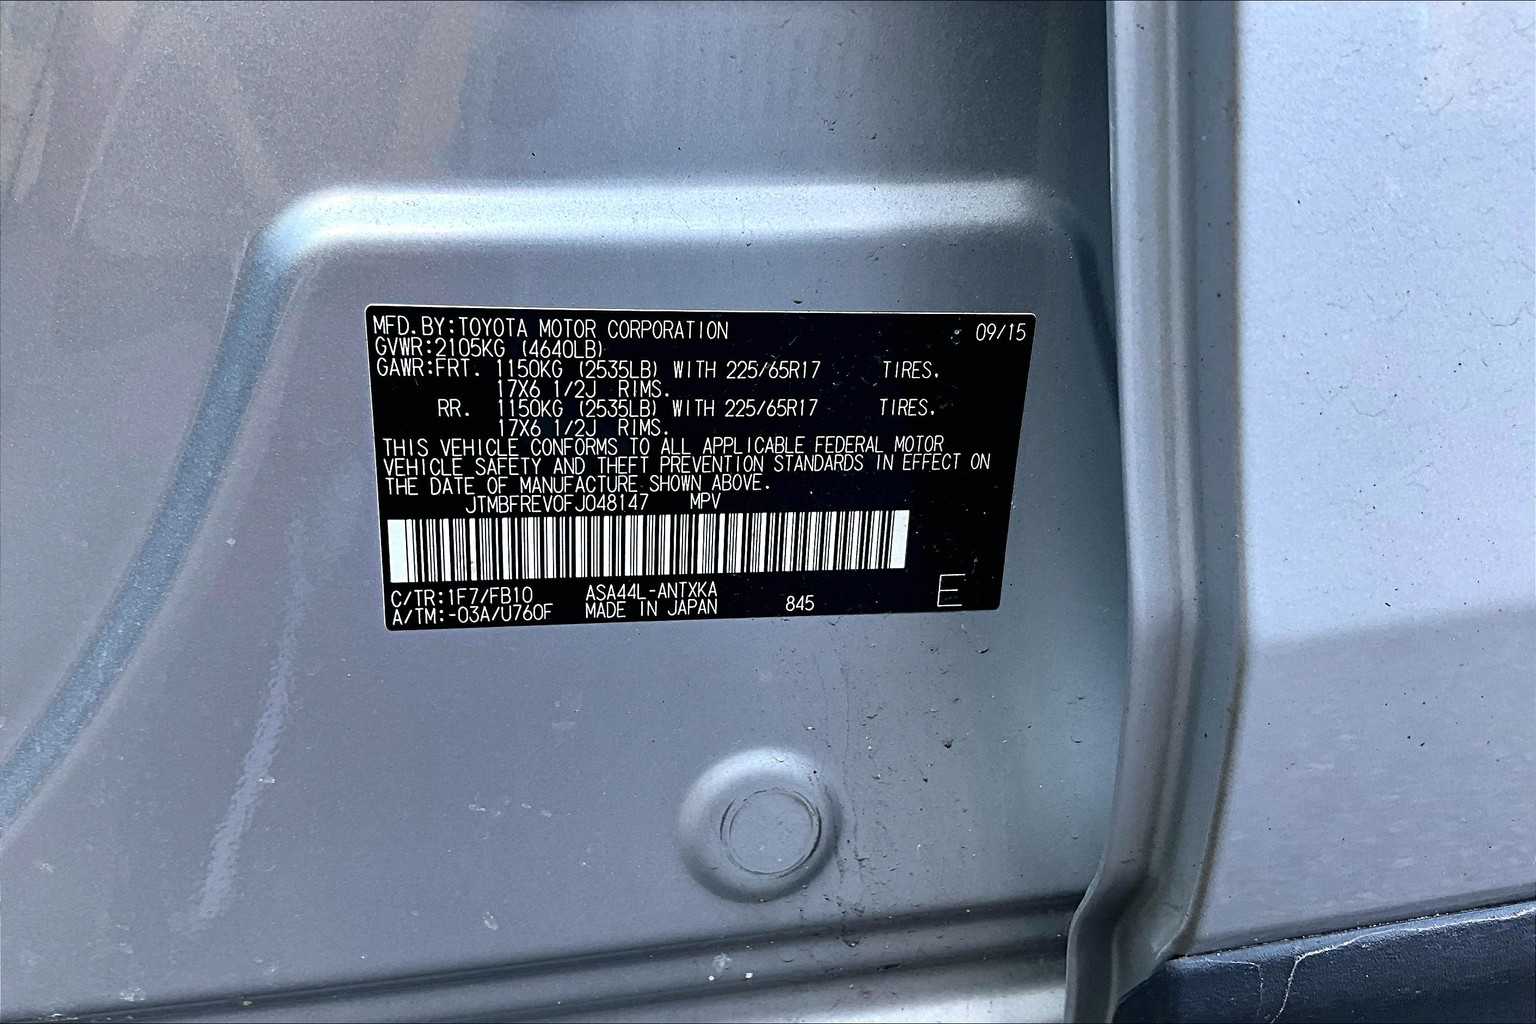 MFD.BY:TOYOTA MOTOR CORPORATION 09/15
GVWR:2105KG (4640LB)
GAWR:FRT. 1150KG (2535LB) WITH 225/65R17 TIRES,
17X6 1/2J RIMS.
RR. 1150KG (2535LB) WITH 225/65R17 TIRES,
17X6 1/2J RIMS.
THIS VEHICLE CONFORMS TO ALL APPLICABLE FEDERAL MOTOR
VEHICLE SAFETY AND THEFT PREVENTION STANDARDS IN EFFECT ON
THE DATE OF MANUFACTURE SHOWN ABOVE.
JTMBFREV0FJ048147 MPV
C/TR:1F7/FB10 ASA44L-ANTXKA
A/TM:-03A/U760F MADE IN JAPAN 845 E